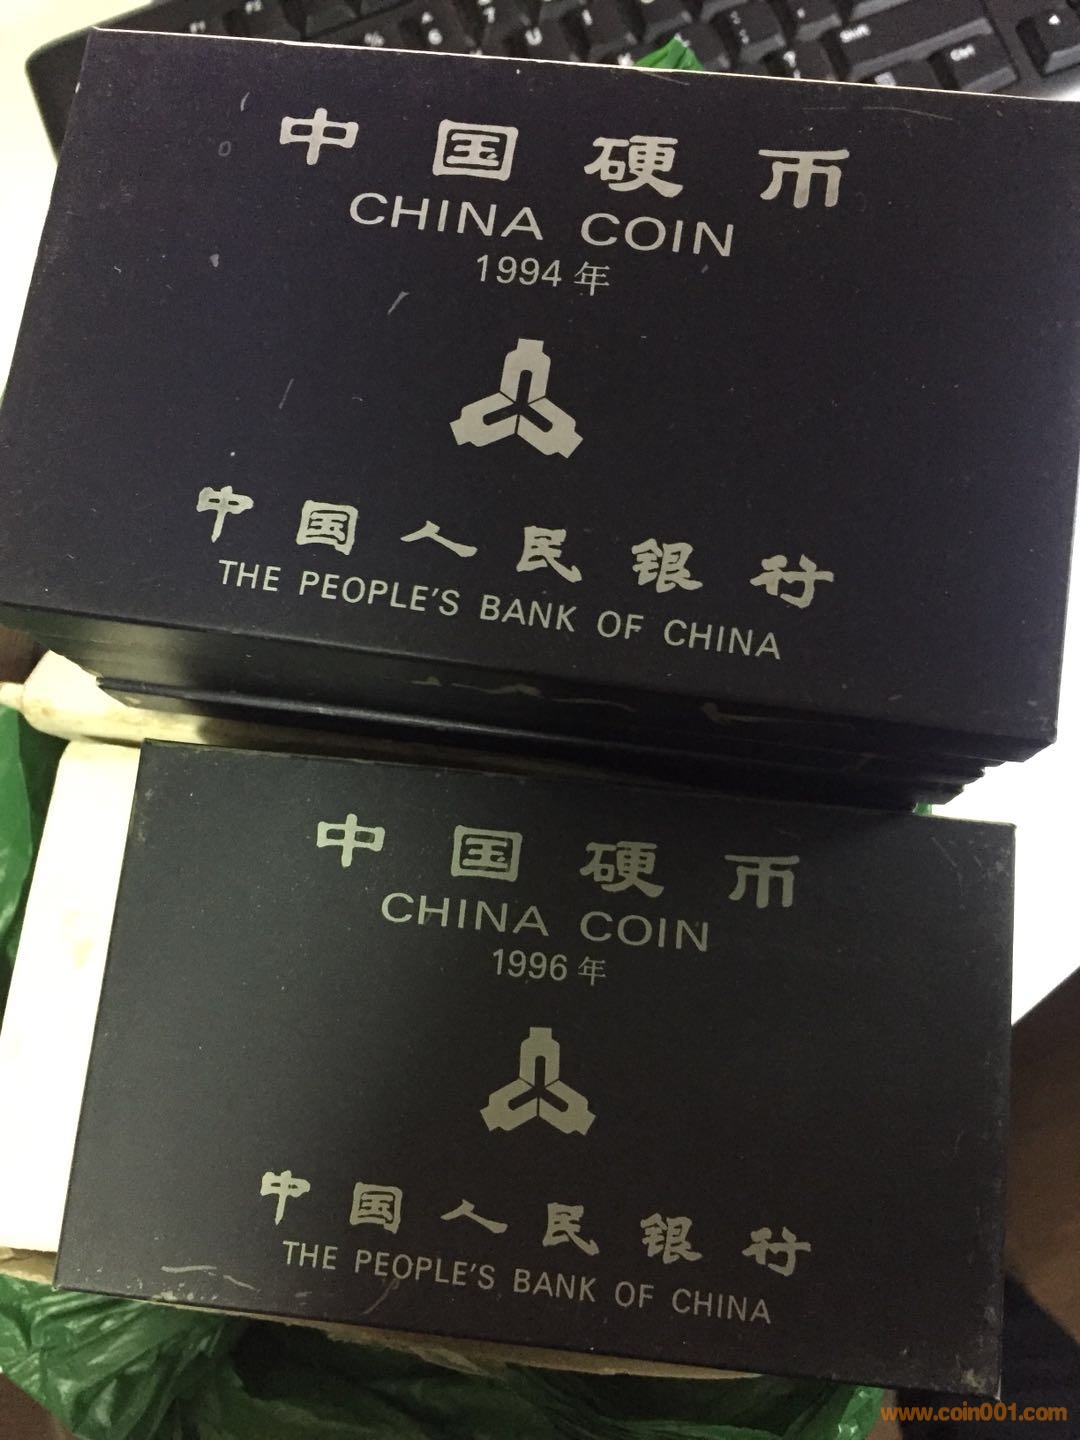 中国硬币
CHINA COIN
1994年
中国人民银行
THE PEOPLE'S BANK OF CHINA
中国硬币
CHINA COIN
1996年
中国人民银行
THE PEOPLE'S BANK OF CHINA
www.coin001.com